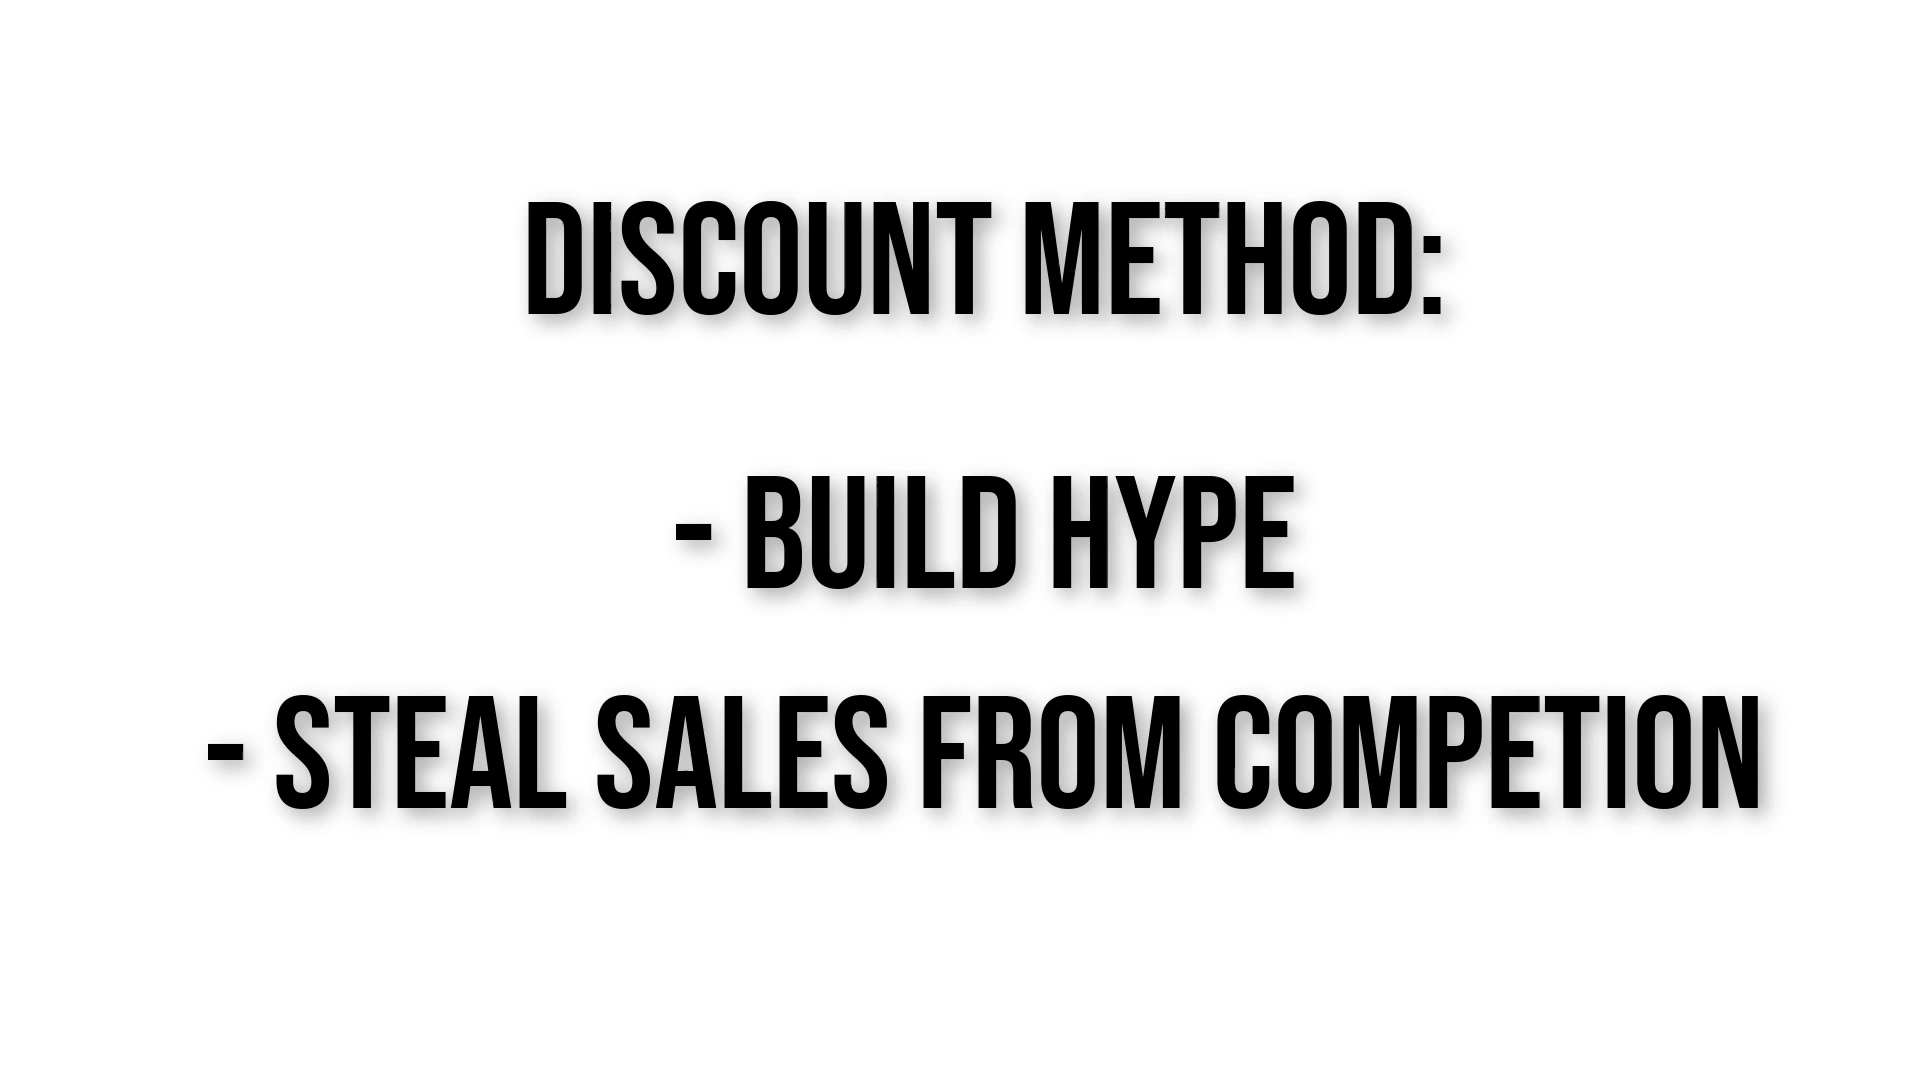 DISCOUNT METHOD:
- BUILD HYPE
- STEAL SALES FROM COMPETION